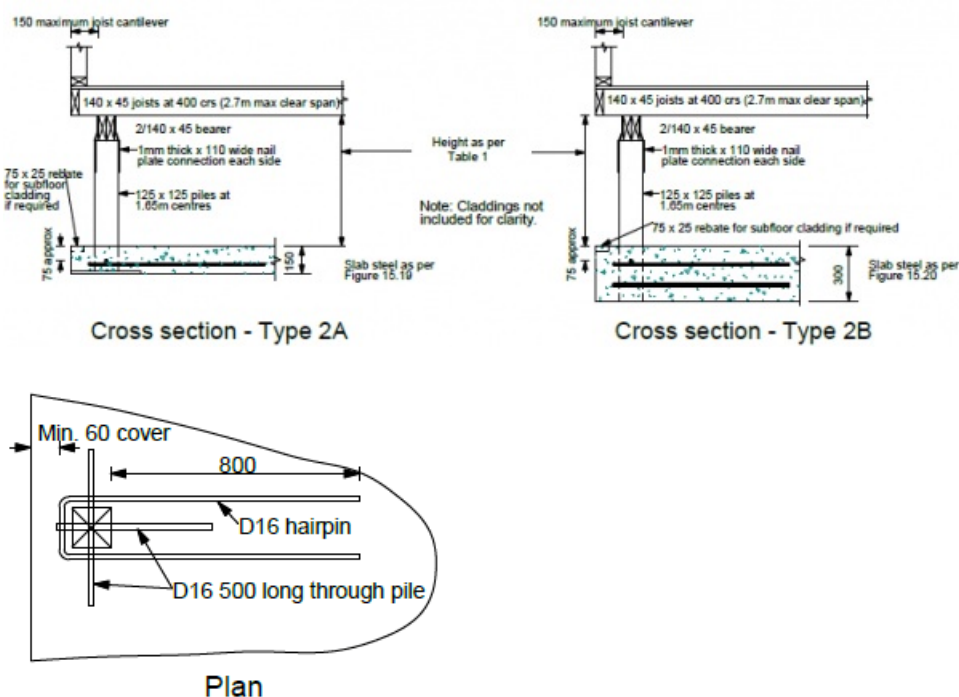 150 maximum joist cantilever
140 x 45 joists at 400 crs (2.7m max clear span)
2/140 x 45 bearer
1mm thick x 110 wide nail
plate connection each side
75 x 25 rebate
for subfloor
cladding
if required
125 x 125 piles at
1.65m centres
75 approx
150
Slab steel as per
Figure 15.19
Cross section - Type 2A
Height as per
Table 1
Note: Claddings not
included for clarity.
150 maximum joist cantilever
140 x 45 joists at 400 crs (2.7m max clear span)
2/140 x 45 bearer
1mm thick x 110 wide nail
plate connection each side
125 x 125 piles at
1.65m centres
75 x 25 rebate for subfloor cladding if required
75 approx
300
Slab steel as per
Figure 15.20
Cross section - Type 2B
Min. 60 cover
800
D16 hairpin
D16 500 long through pile
Plan